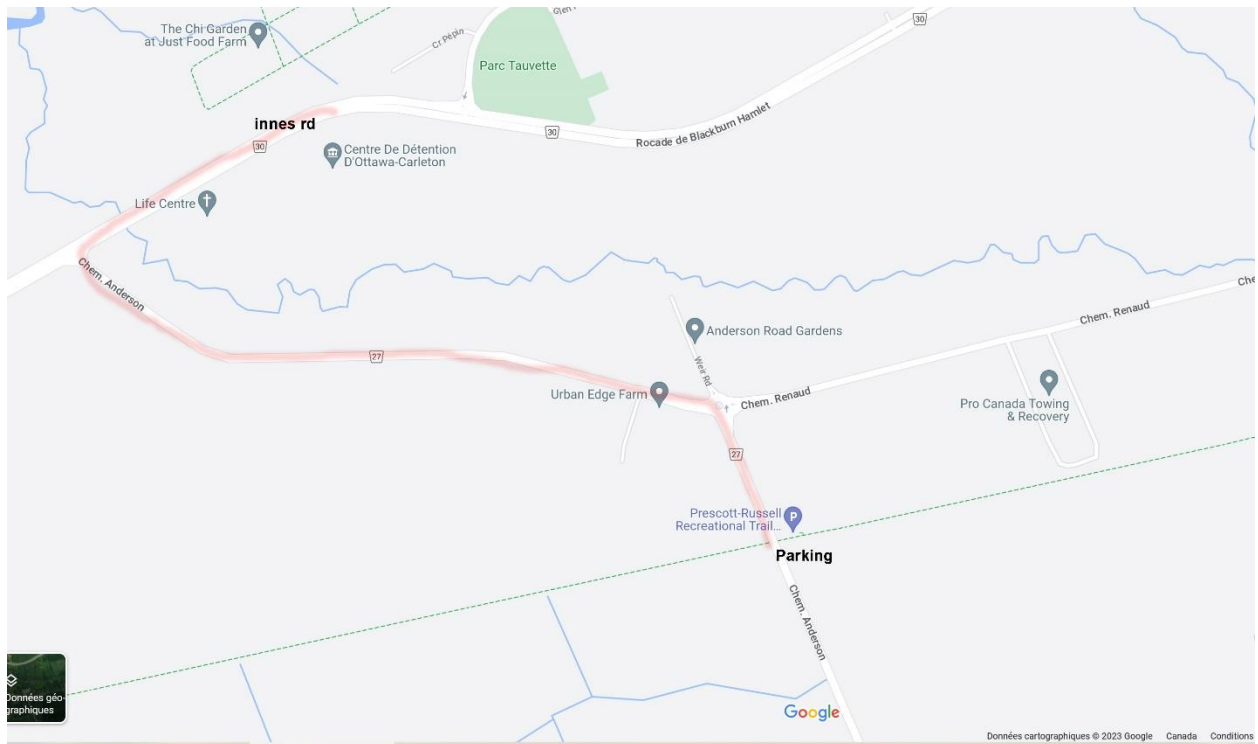 The Chi Garden
at Just Food Farm
Cr Pépin
Glen
30
Parc Tauvette
innes rd
30
30
Rocade de Blackburn Hamlet
Centre De Détention
D'Ottawa-Carleton
Life Centre
Chem. Anderson
27
Anderson Road Gardens
Weir Rd
Chem. Renaud
Che
Urban Edge Farm
Chem. Renaud
Pro Canada Towing
& Recovery
27
Prescott-Russell
Recreational Trail...
P
Parking
Chem. Anderson
Données géo-
graphiques
Google
Données cartographiques © 2023 Google Canada Conditions